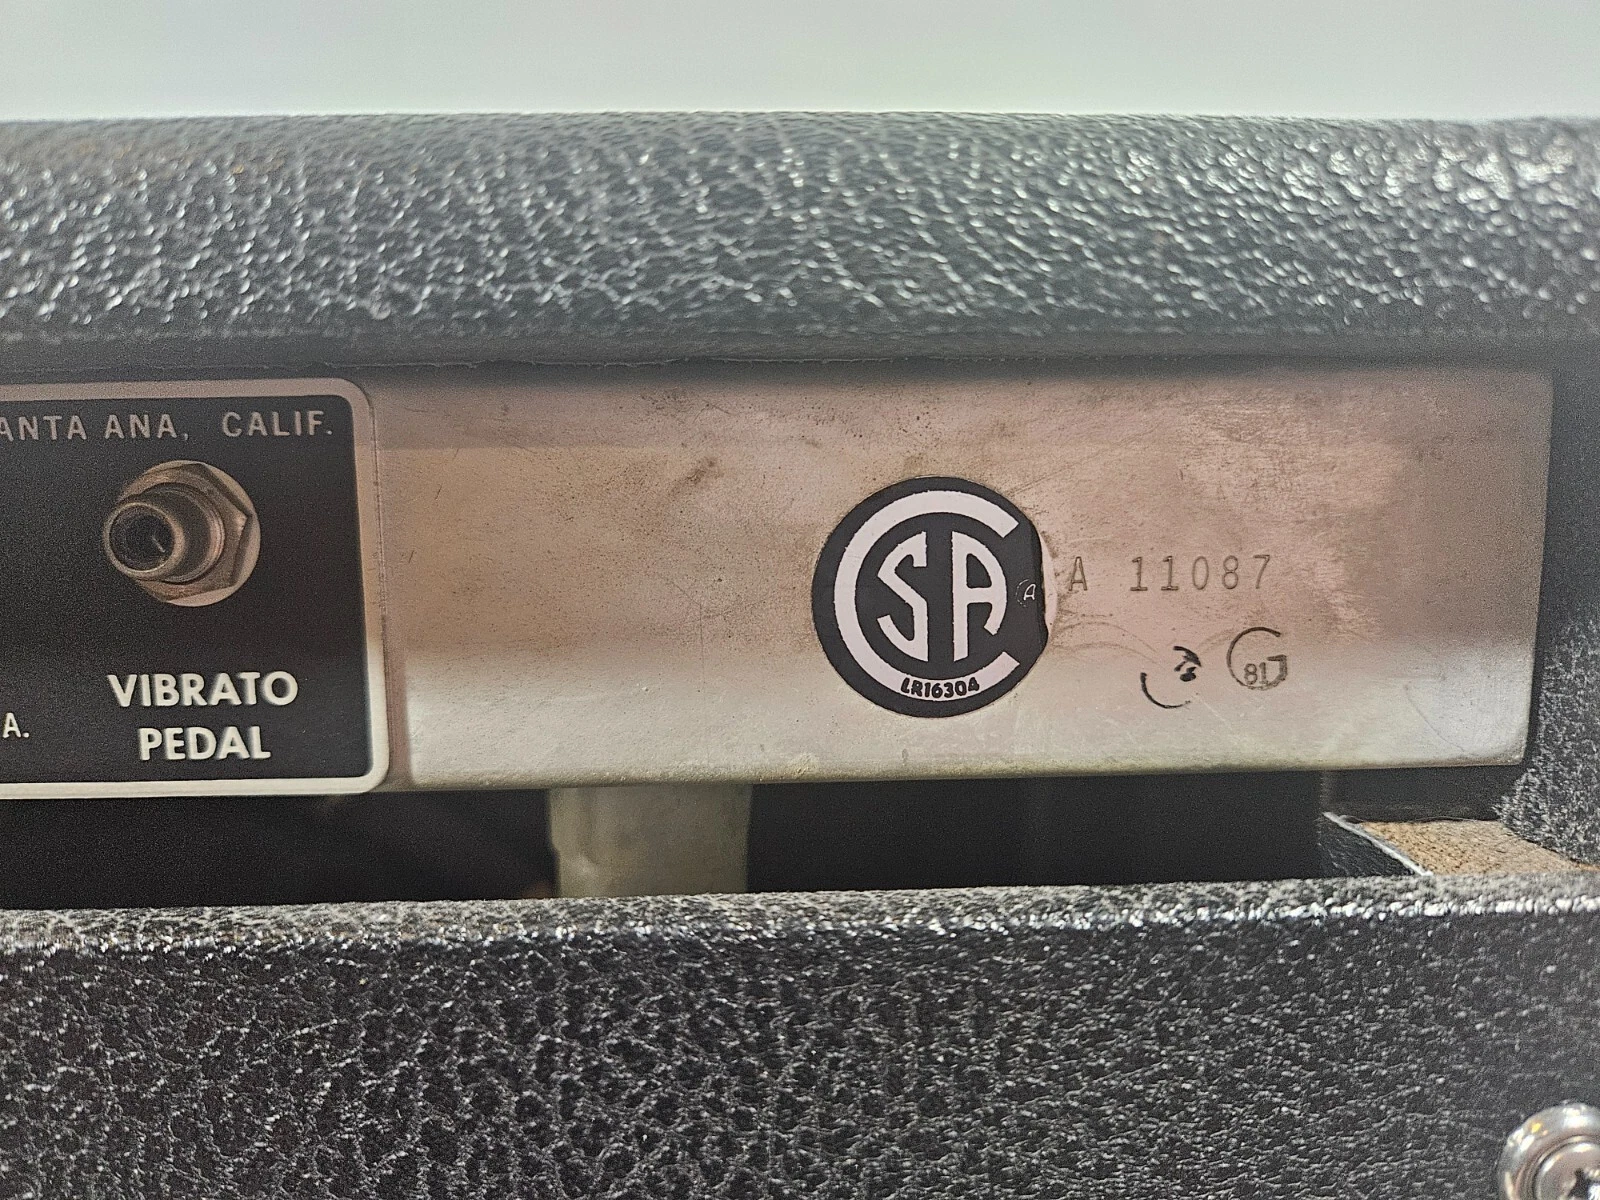 ANTA ANA, CALIF.
VIBRATO
PEDAL
A.
CSA
LR16304
A
A 11087
G
81